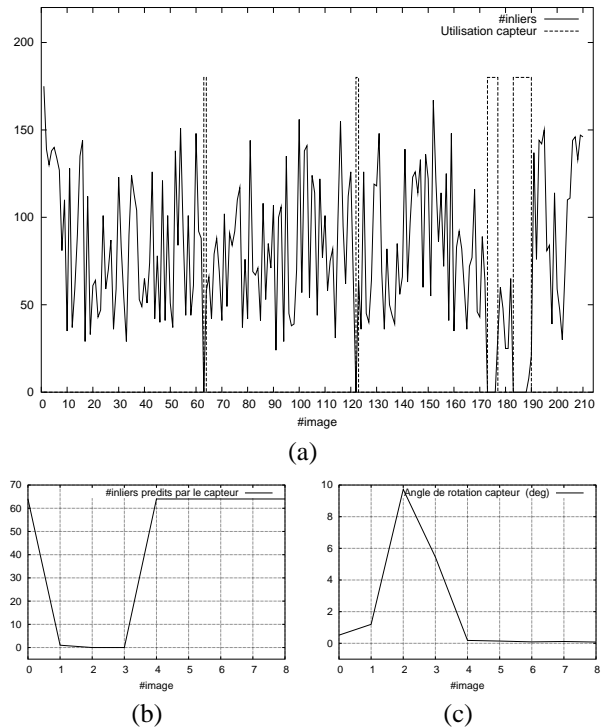 #inliers
Utilisation capteur
200
150
100
50
0
0 10 20 30 40 50 60 70 80 90 100 110 120 130 140 150 160 170 180 190 200 210
#image
(a)
#inliers predits par le capteur
70
60
50
40
30
20
10
0
0 1 2 3 4 5 6 7 8
#image
(b)
Angle de rotation capteur (deg)
10
8
6
4
2
0
0 1 2 3 4 5 6 7 8
#image
(c)